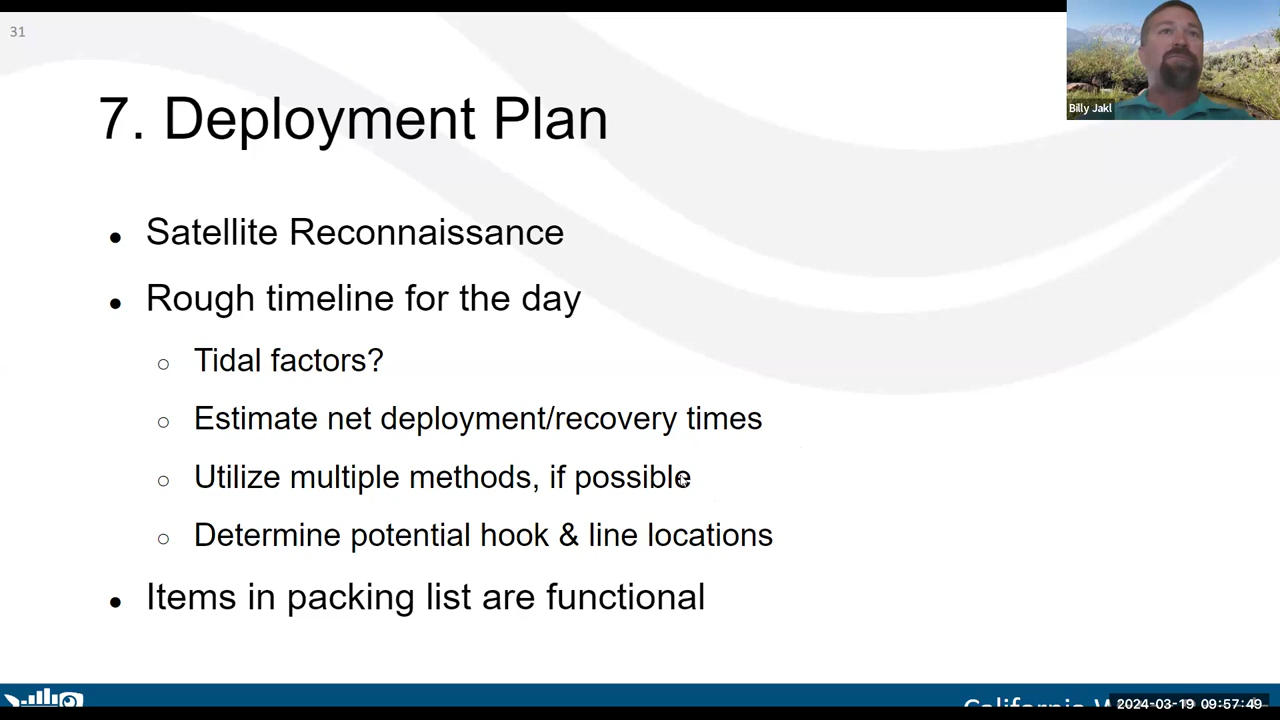 31
Billy Jakl
7. Deployment Plan
• Satellite Reconnaissance
• Rough timeline for the day
○ Tidal factors?
○ Estimate net deployment/recovery times
○ Utilize multiple methods, if possible
○ Determine potential hook & line locations
• Items in packing list are functional
California
2024-03-19 09:57:49